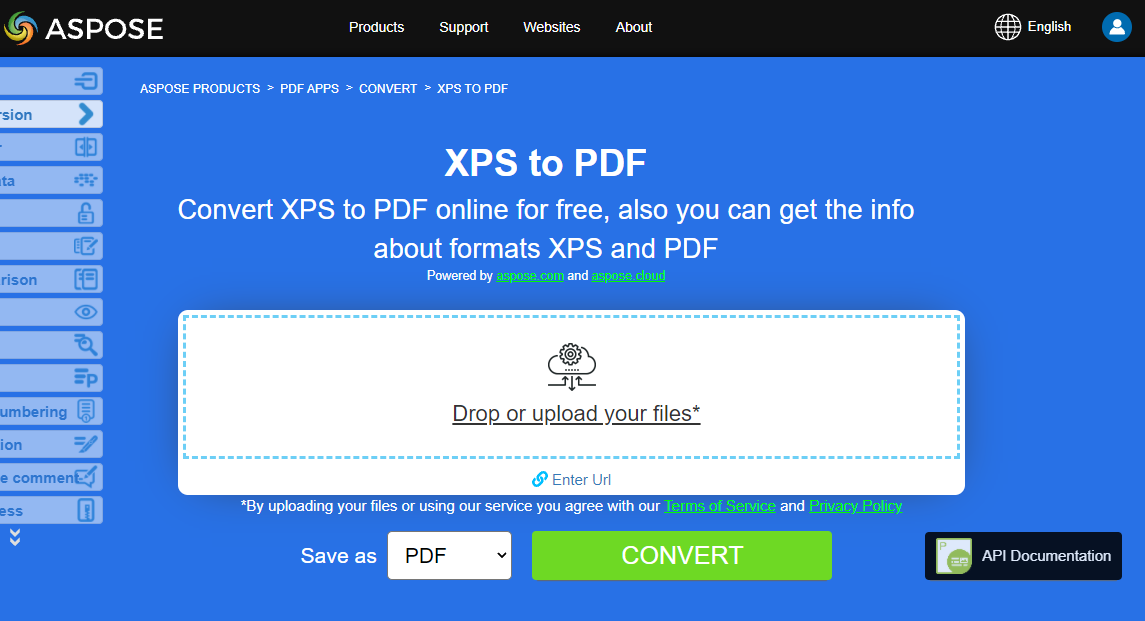 ASPOSE
Products
Support
Websites
About
English
ASPOSE PRODUCTS > PDF APPS > CONVERT > XPS TO PDF
rsion
ta
rison
umbering
ion
e comment
ess
XPS to PDF
Convert XPS to PDF online for free, also you can get the info
about formats XPS and PDF
Powered by aspose.com and aspose.cloud
Drop or upload your files*
Enter Url
*By uploading your files or using our service you agree with our Terms of Service and Privacy Policy
Save as
PDF
CONVERT
API Documentation